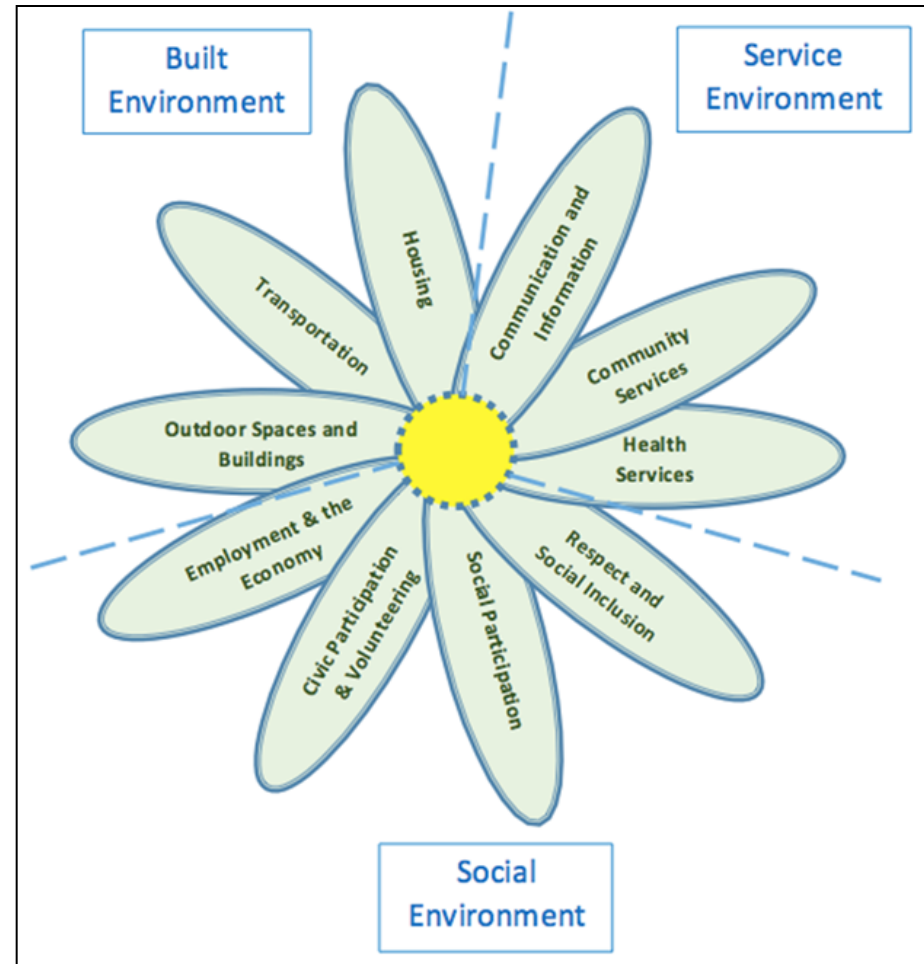 Built
Environment
Service
Environment
Housing
Communication and
Information
Transportation
Community
Services
Outdoor Spaces and
Buildings
Health
Services
Employment & the
Economy
Civic Participation
& Volunteering
Social Participation
Respect and
Social Inclusion
Social
Environment